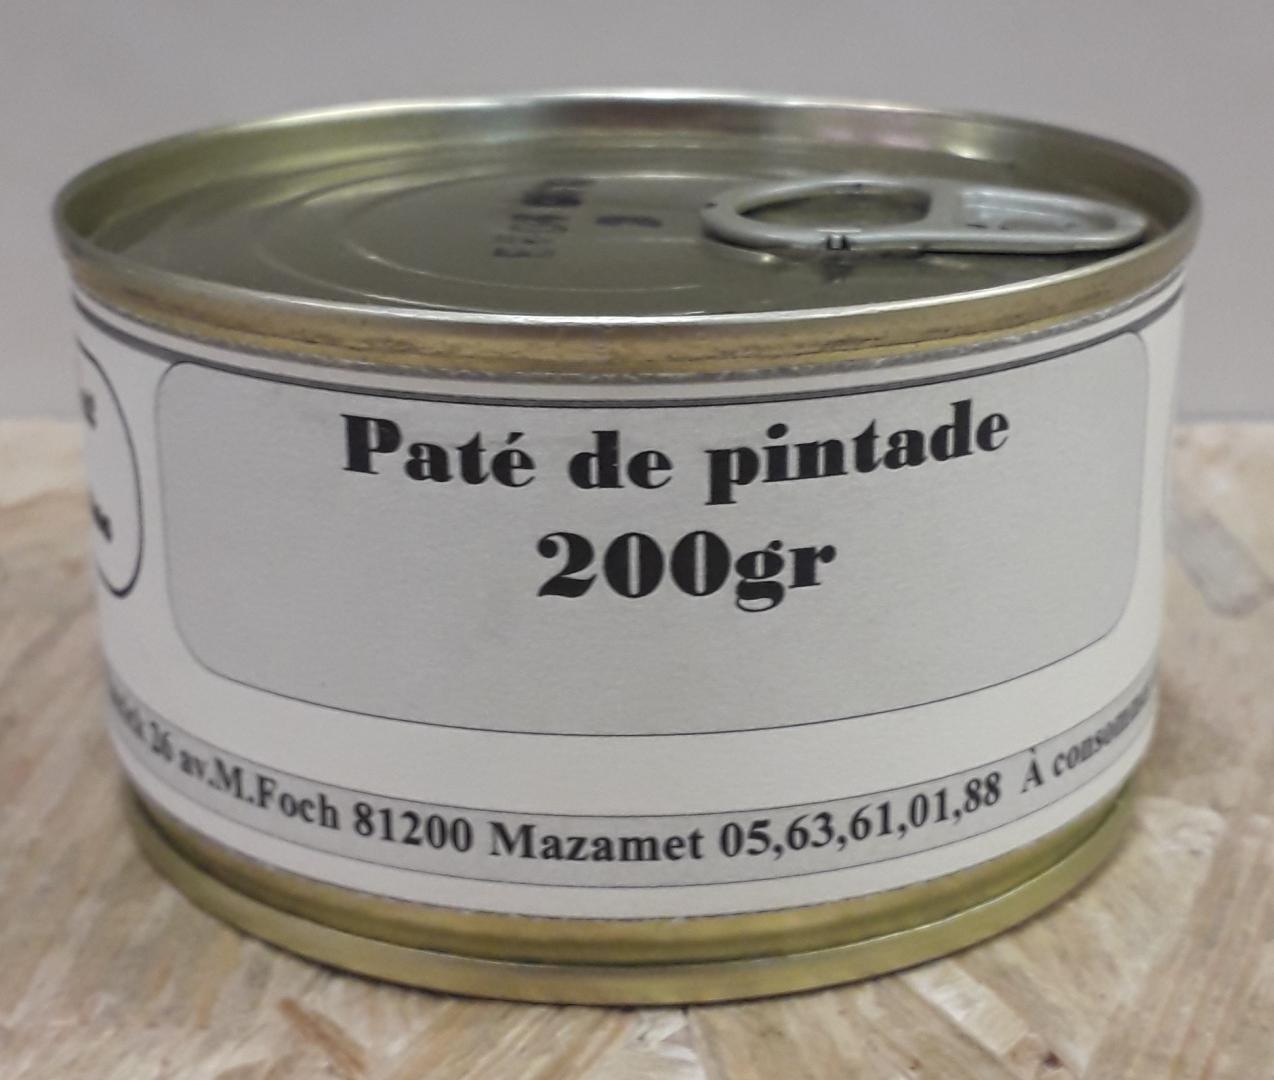 Paté de pintade
200gr
26 av.M.Foch 81200 Mazamet 05,63,61,01,88 À